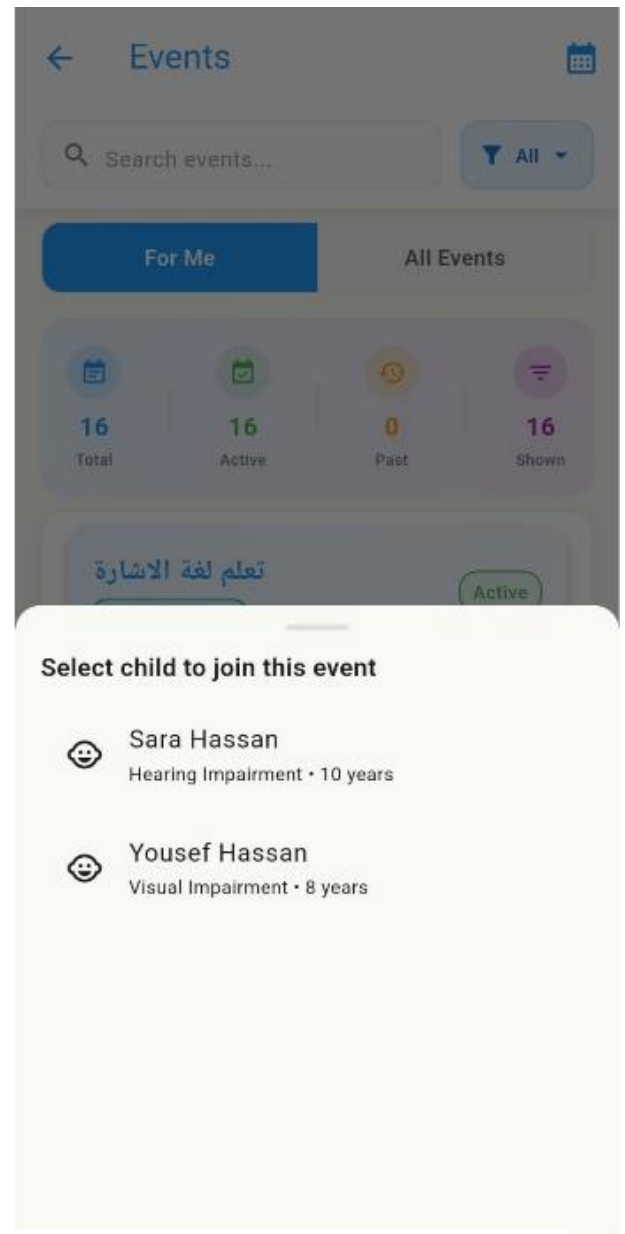 Events
Search events...
All
For Me
All Events
16
16
0
16
Total
Active
Past
Shown
تعلم لغة الاشارة
Active
Select child to join this event
Sara Hassan
Hearing Impairment • 10 years
Yousef Hassan
Visual Impairment • 8 years